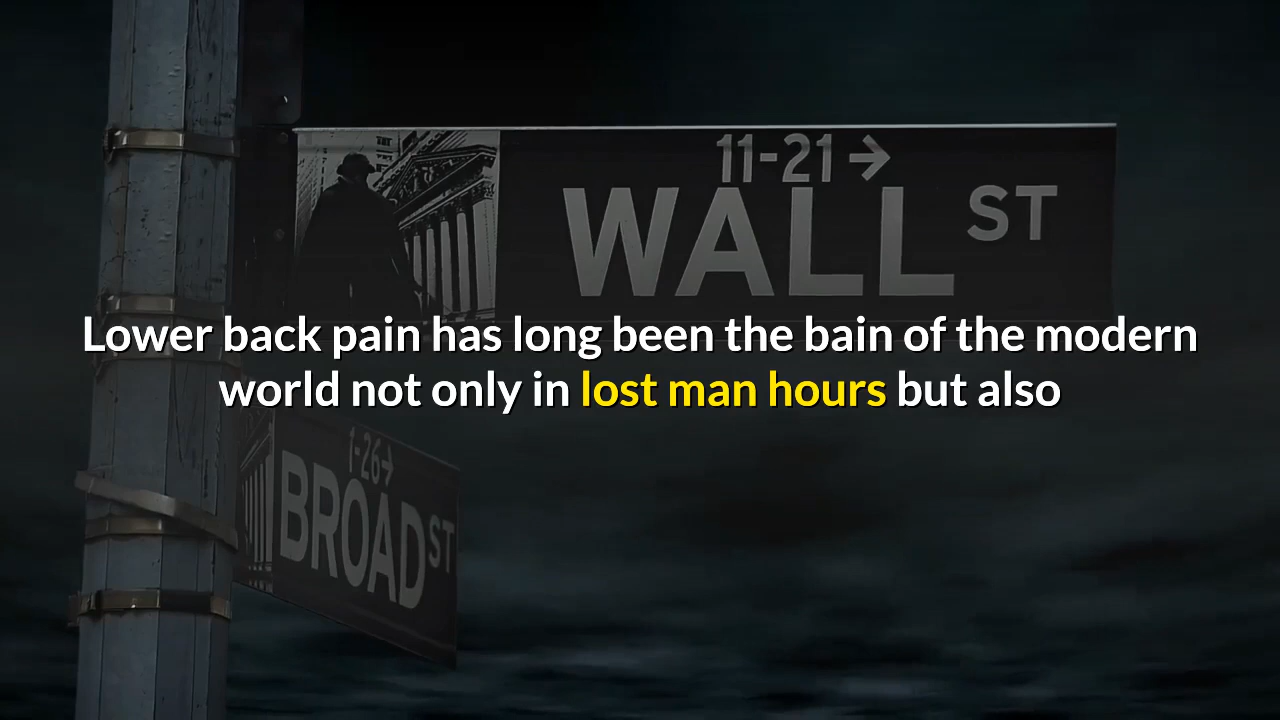 11-21 →
WALL ST
Lower back pain has long been the bain of the modern
world not only in lost man hours but also
1-26→
BROAD ST